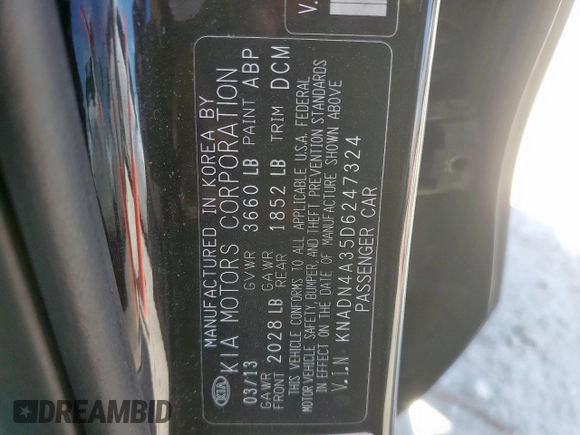 MANUFACTURED IN KOREA BY
KIA KIA MOTORS CORPORATION
03/13 GVWR 3660 LB PAINT ABP
GAWR FRONT 2028 LB GAWR REAR 1852 LB TRIM DCM
THIS VEHICLE CONFORMS TO ALL APPLICABLE U.S.A. FEDERAL
MOTOR VEHICLE SAFETY, BUMPER, AND THEFT PREVENTION STANDARDS
IN EFFECT ON THE DATE OF MANUFACTURE SHOWN ABOVE
V.I.N KNADN4A35D6247324
PASSENGER CAR
V.
DREAMBID